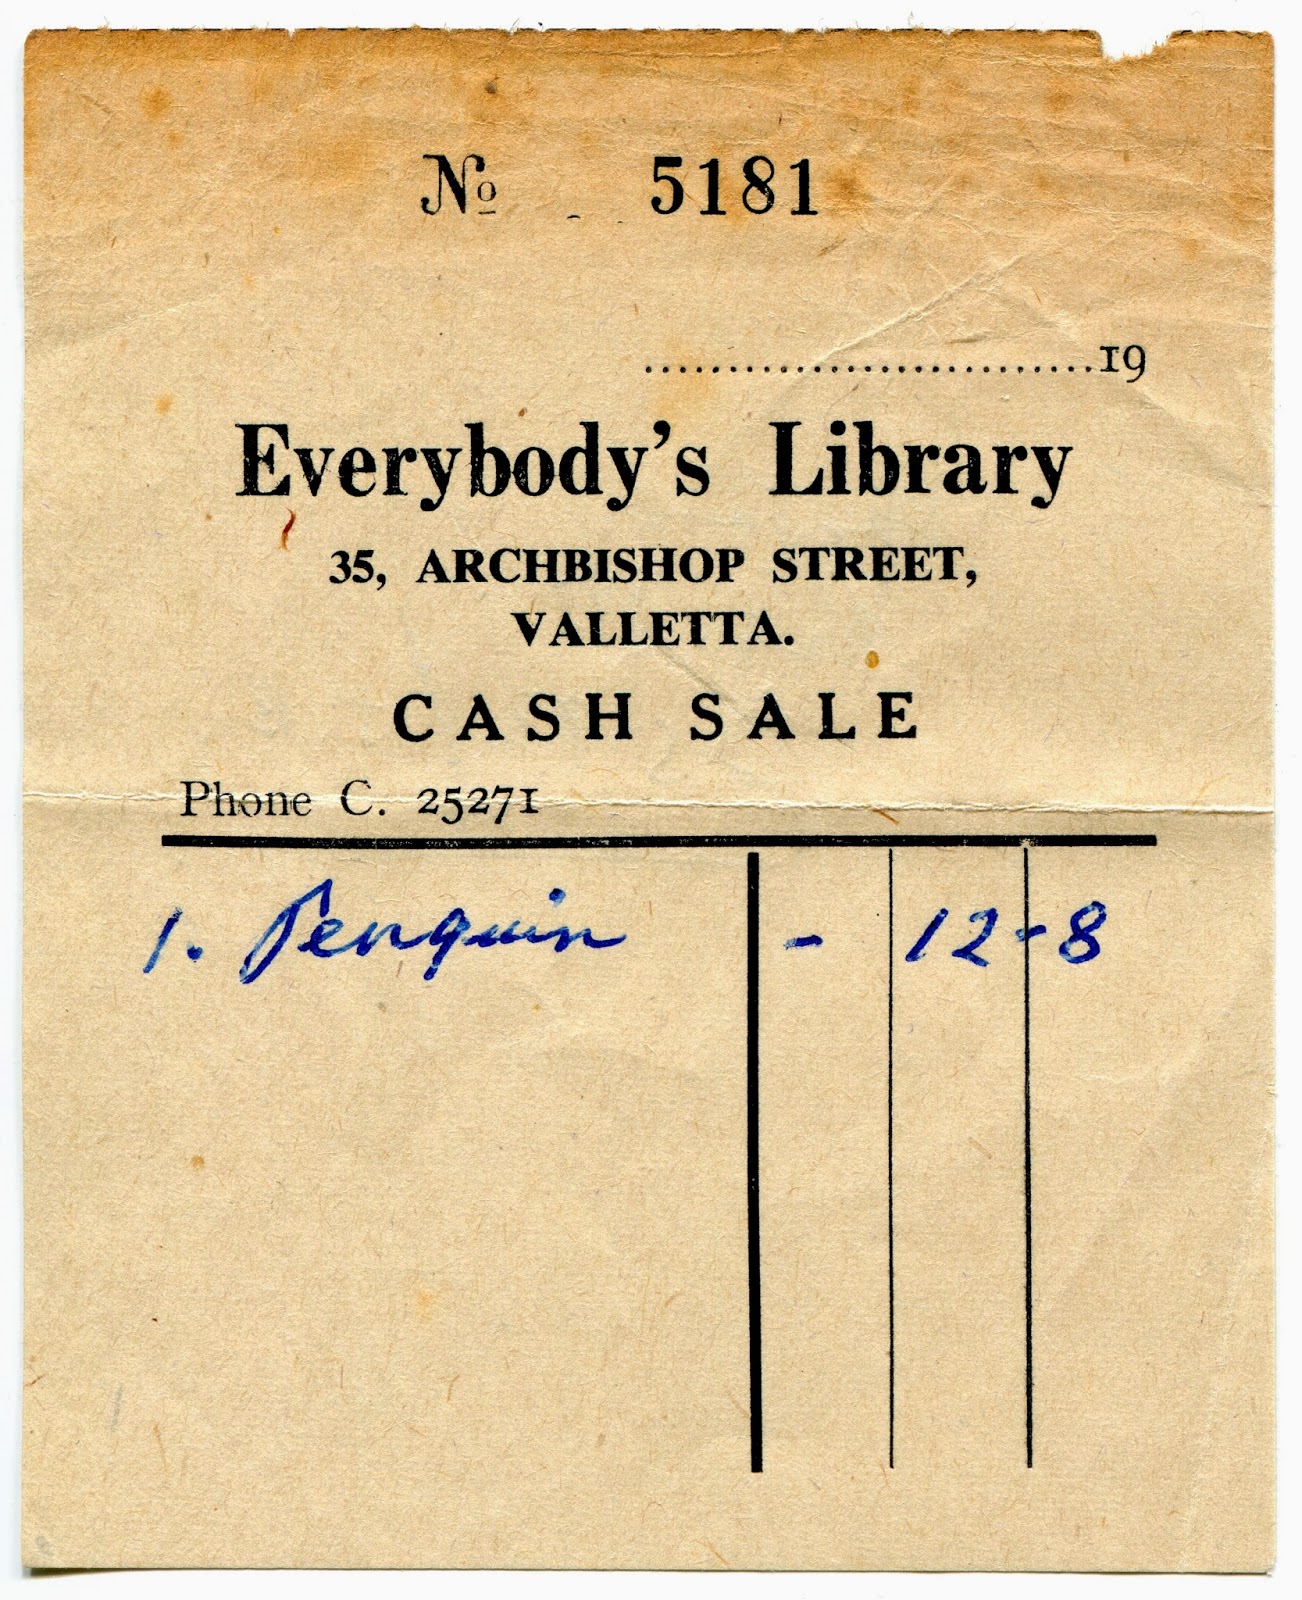 № 5181
............................19
Everybody's Library
35, ARCHBISHOP STREET,
VALLETTA.
CASH SALE
Phone C. 25271
1. Penguin - 12-8